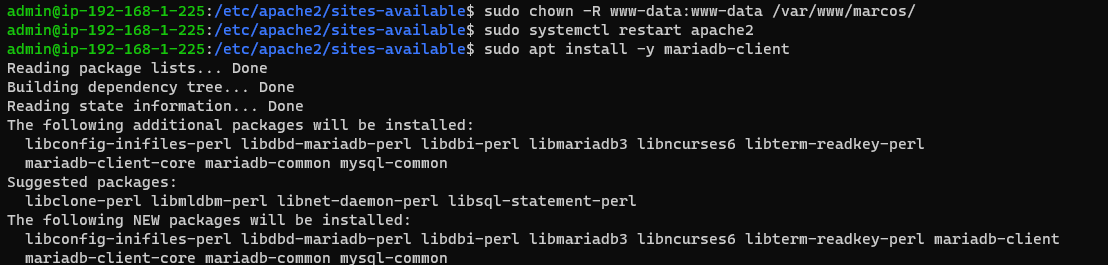 admin@ip-192-168-1-225:/etc/apache2/sites-available$ sudo chown -R www-data:www-data /var/www/marcos/
admin@ip-192-168-1-225:/etc/apache2/sites-available$ sudo systemctl restart apache2
admin@ip-192-168-1-225:/etc/apache2/sites-available$ sudo apt install -y mariadb-client
Reading package lists... Done
Building dependency tree... Done
Reading state information... Done
The following additional packages will be installed:
  libconfig-inifiles-perl libdbd-mariadb-perl libdbi-perl libmariadb3 libncurses6 libterm-readkey-perl
  mariadb-client-core mariadb-common mysql-common
Suggested packages:
  libclone-perl libmldbm-perl libnet-daemon-perl libsql-statement-perl
The following NEW packages will be installed:
  libconfig-inifiles-perl libdbd-mariadb-perl libdbi-perl libmariadb3 libncurses6 libterm-readkey-perl mariadb-client
  mariadb-client-core mariadb-common mysql-common